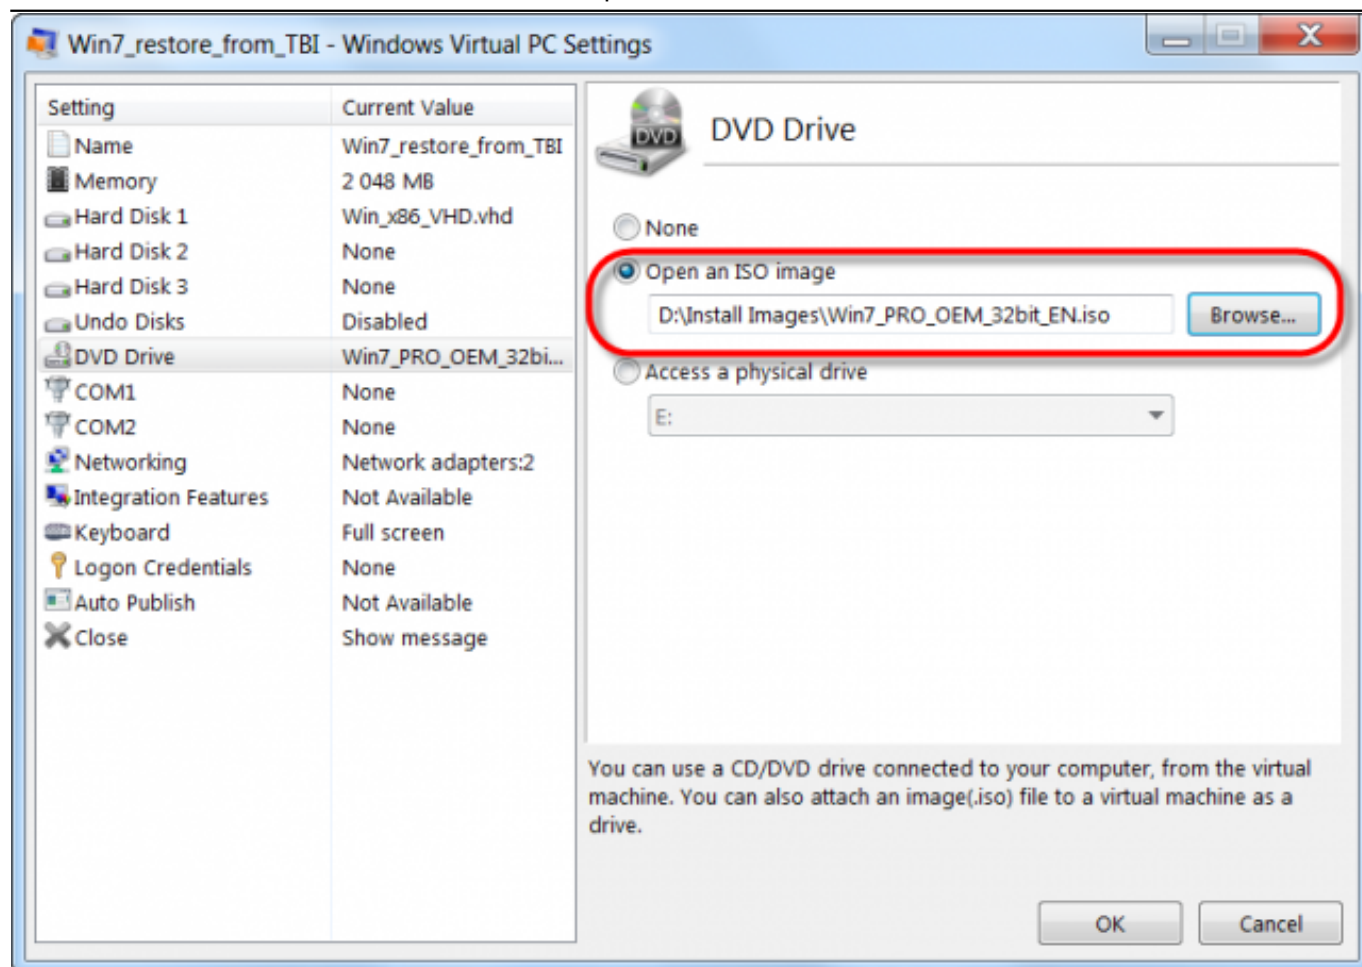 Win7_restore_from_TBI - Windows Virtual PC Settings
Setting Current Value
Name Win7_restore_from_TBI
Memory 2 048 MB
Hard Disk 1 Win_x86_VHD.vhd
Hard Disk 2 None
Hard Disk 3 None
Undo Disks Disabled
DVD Drive Win7_PRO_OEM_32bi...
COM1 None
COM2 None
Networking Network adapters:2
Integration Features Not Available
Keyboard Full screen
Logon Credentials None
Auto Publish Not Available
Close Show message
DVD
DVD Drive
None
Open an ISO image
D:\Install Images\Win7_PRO_OEM_32bit_EN.iso Browse...
Access a physical drive
E:
You can use a CD/DVD drive connected to your computer, from the virtual
machine. You can also attach an image(.iso) file to a virtual machine as a
drive.
OK Cancel